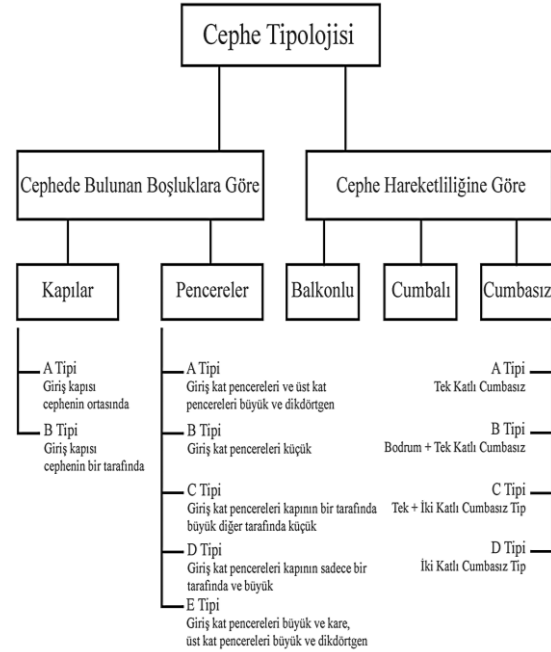 Cephe Tipolojisi
Cephede Bulunan Boşluklara Göre
Cephe Hareketliliğine Göre
Kapılar
Pencereler
Balkonlu
Cumbalı
Cumbasız
A Tipi
Giriş kapısı
cephenin ortasında
B Tipi
Giriş kapısı
cephenin bir tarafında
A Tipi
Giriş kat pencereleri ve üst kat
pencereleri büyük ve dikdörtgen
B Tipi
Giriş kat pencereleri küçük
C Tipi
Giriş kat pencereleri kapının bir tarafında
büyük diğer tarafında küçük
D Tipi
Giriş kat pencereleri kapının sadece bir
tarafında ve büyük
E Tipi
Giriş kat pencereleri büyük ve kare,
üst kat pencereleri büyük ve dikdörtgen
A Tipi
Tek Katlı Cumbasız
B Tipi
Bodrum + Tek Katlı Cumbasız
C Tipi
Tek + İki Katlı Cumbasız Tip
D Tipi
İki Katlı Cumbasız Tip